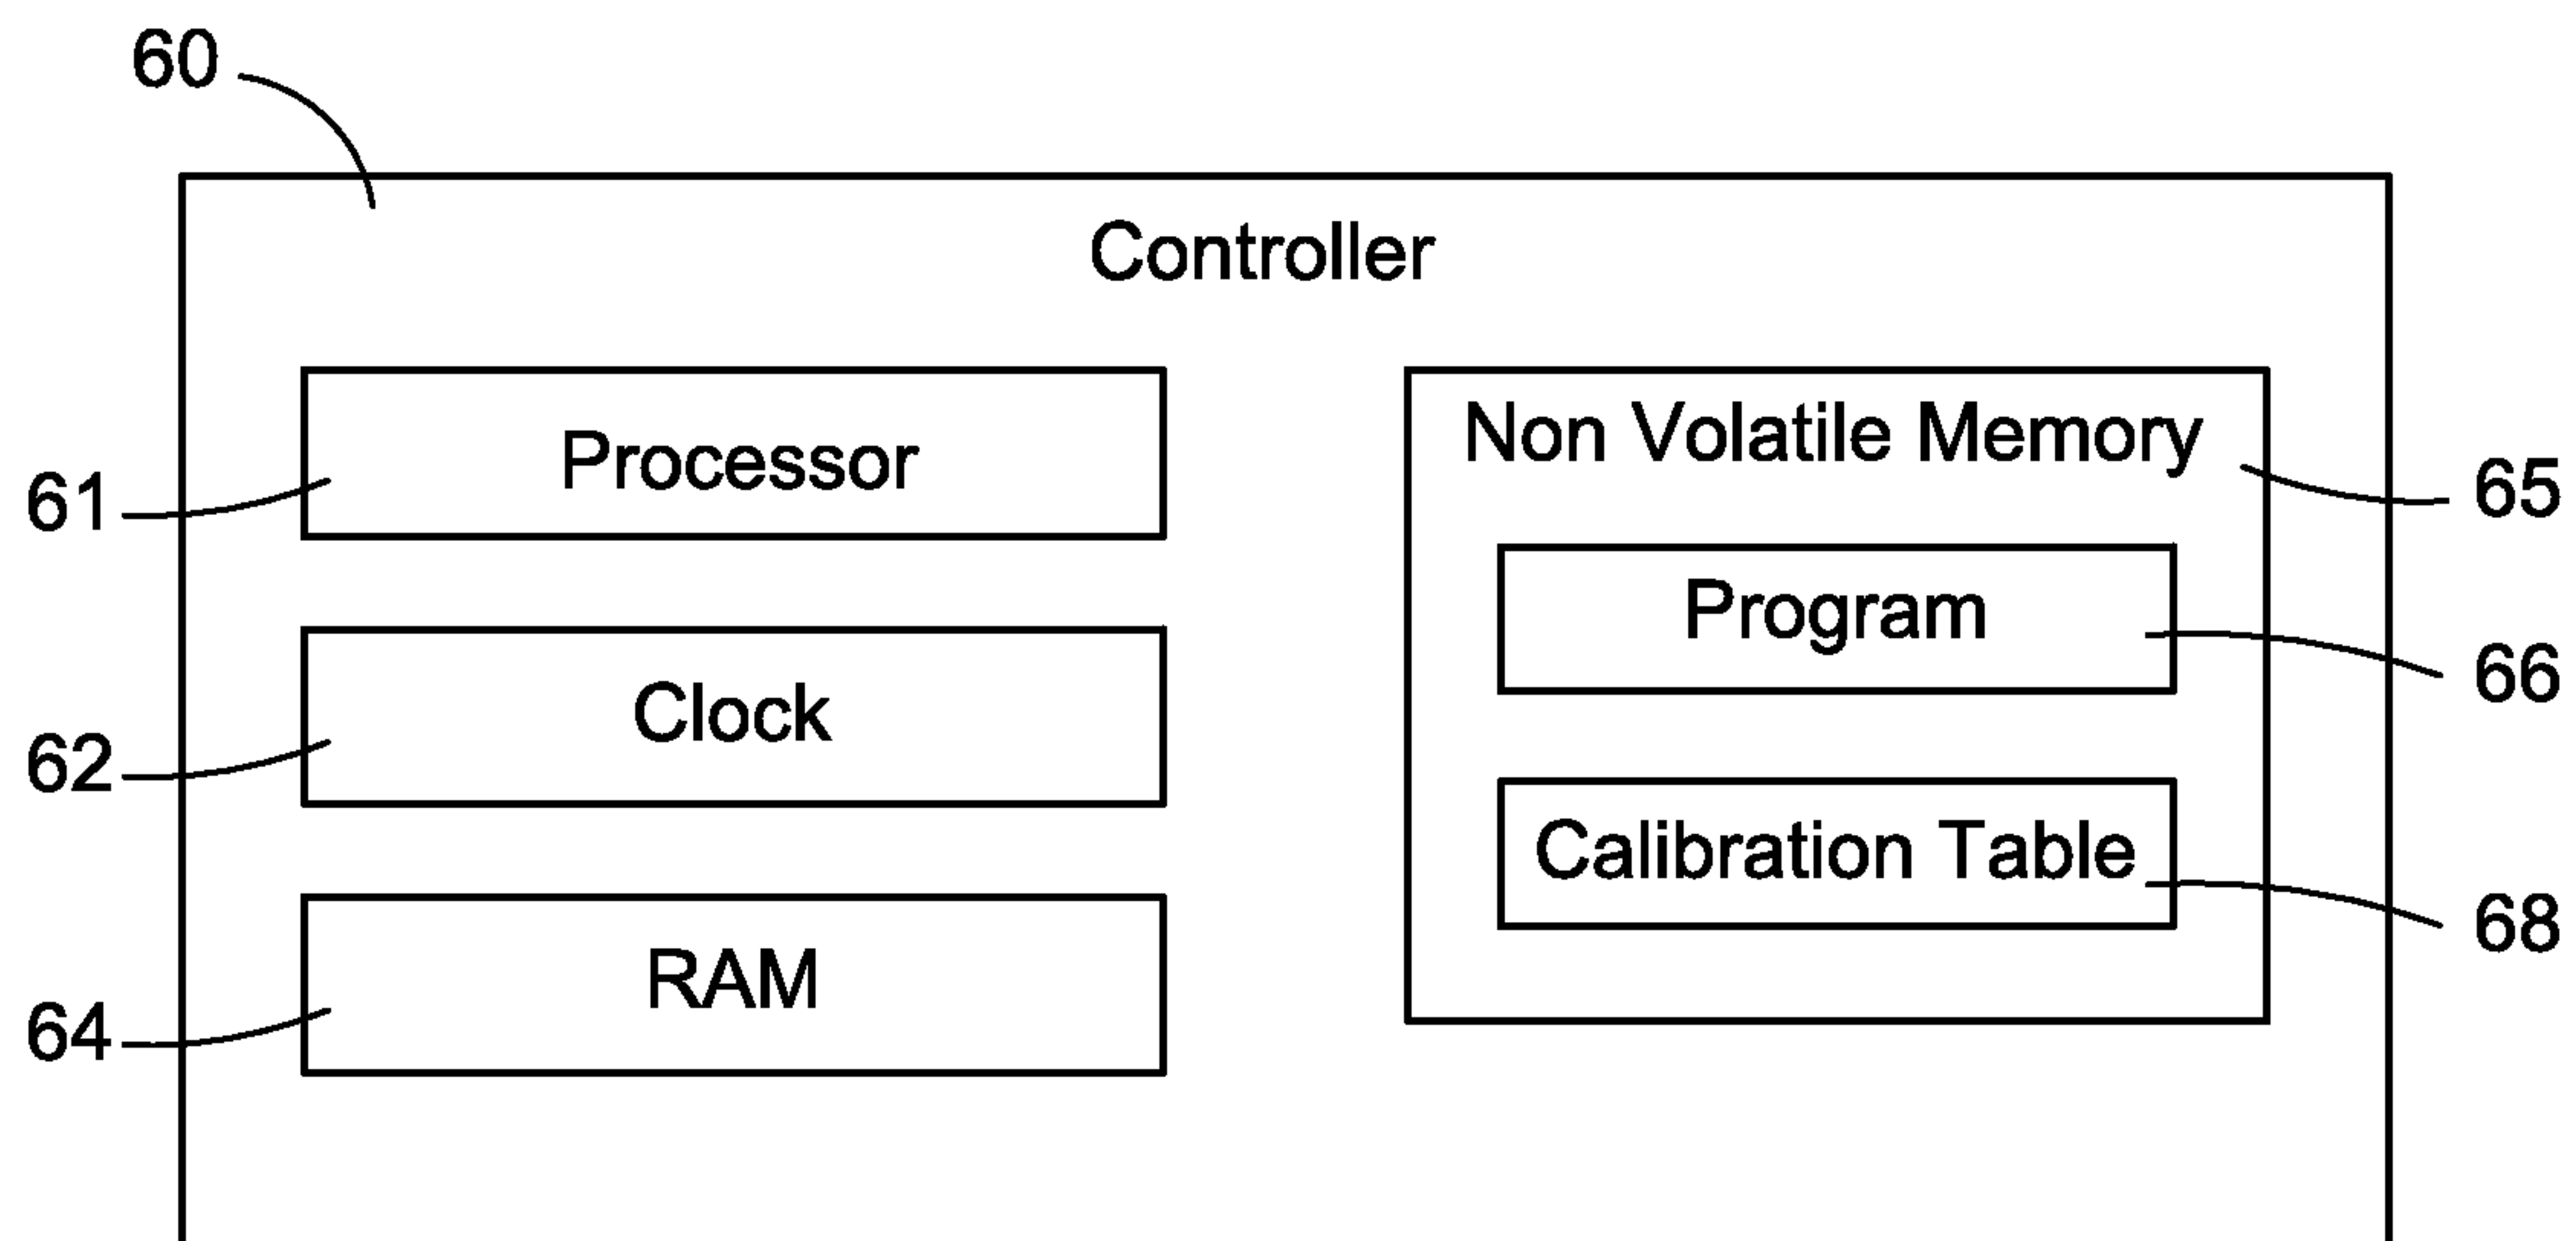 60
Controller
Processor
Non Volatile Memory
61
65
Program
66
Clock
62
Calibration Table
68
RAM
64